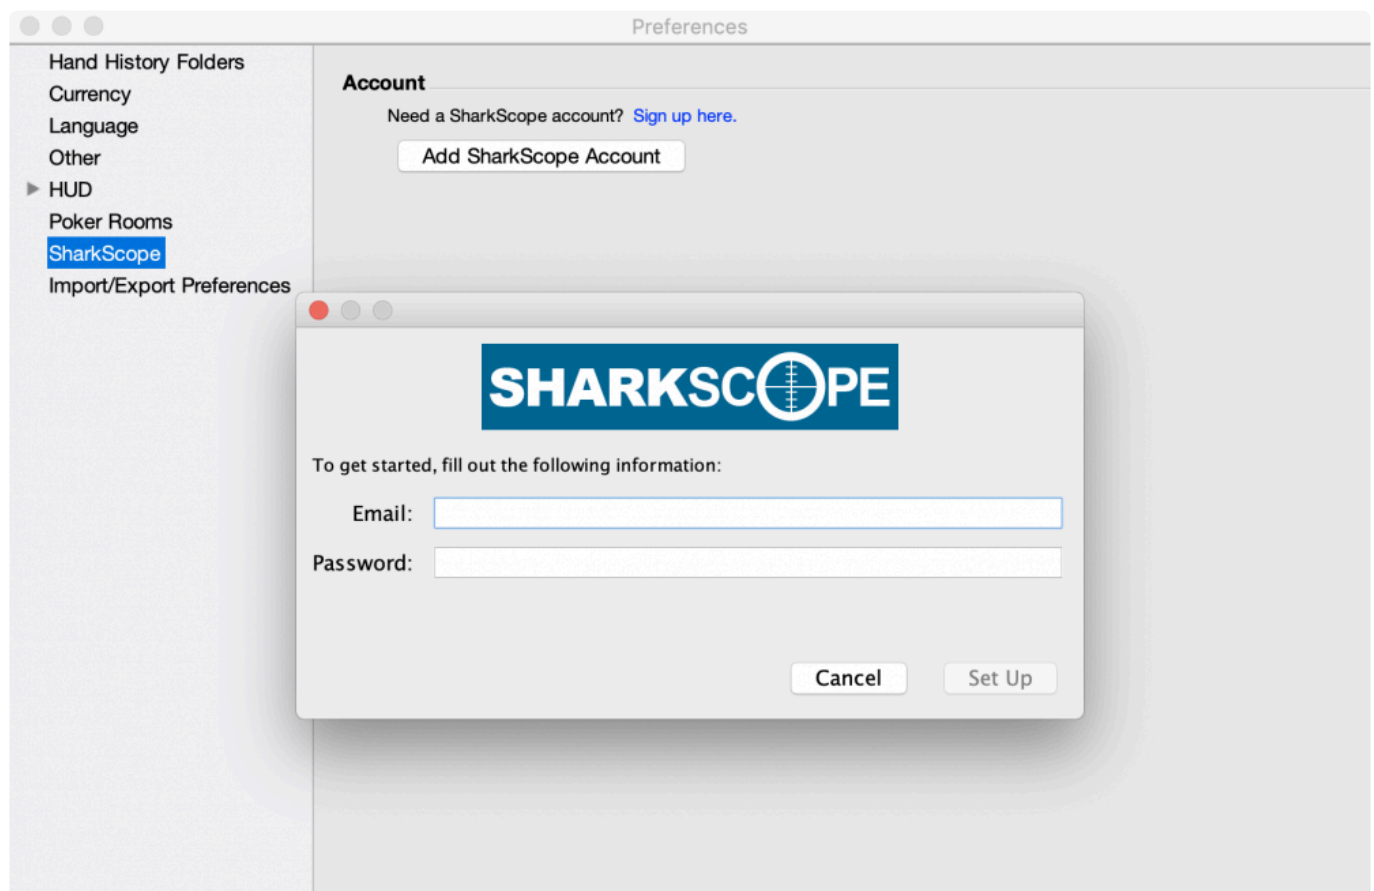 Preferences
Hand History Folders
Currency
Language
Other
HUD
Poker Rooms
SharkScope
Import/Export Preferences
Account
Need a SharkScope account? Sign up here.
Add SharkScope Account
SHARKSCOPE
To get started, fill out the following information:
Email:
Password:
Cancel
Set Up